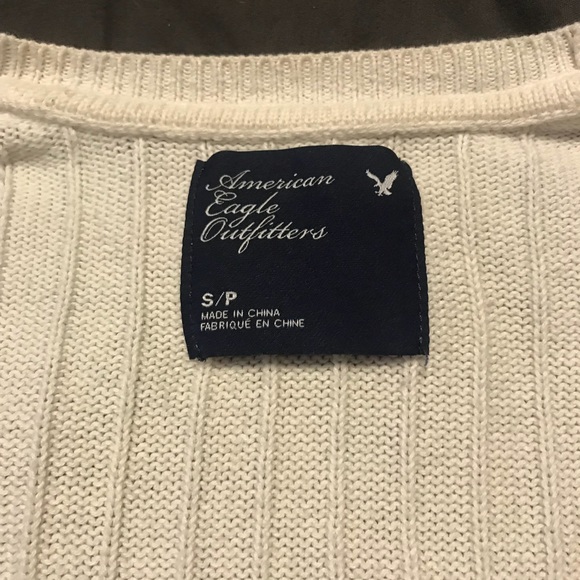 American
Eagle
Outfitters
S/P
MADE IN CHINA
FABRIQUÉ EN CHINE